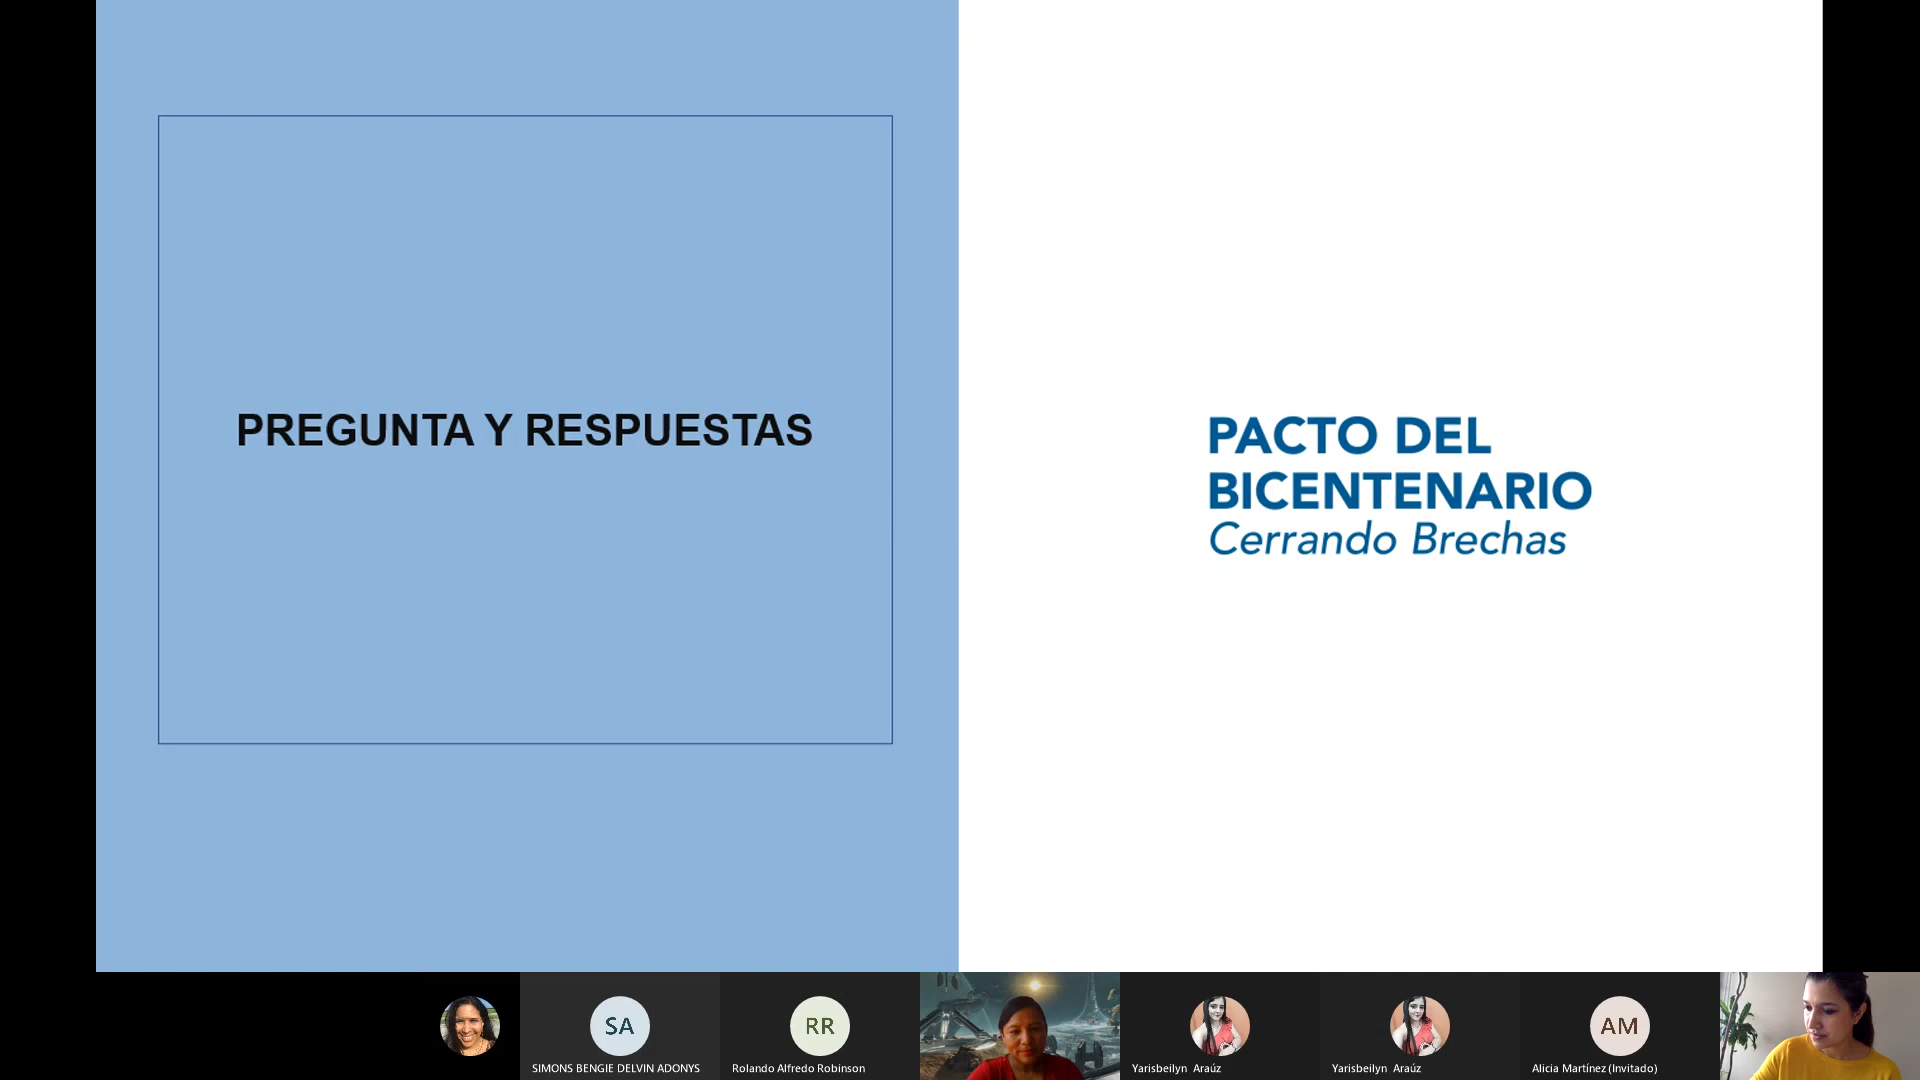 PREGUNTA Y RESPUESTAS
PACTO DEL
BICENTENARIO
Cerrando Brechas
SA
RR
AM
SIMONS BENGIE DELVIN ADONYS
Rolando Alfredo Robinson
Yarisbeilyn Araúz
Yarisbeilyn Araúz
Alicia Martínez (Invitado)